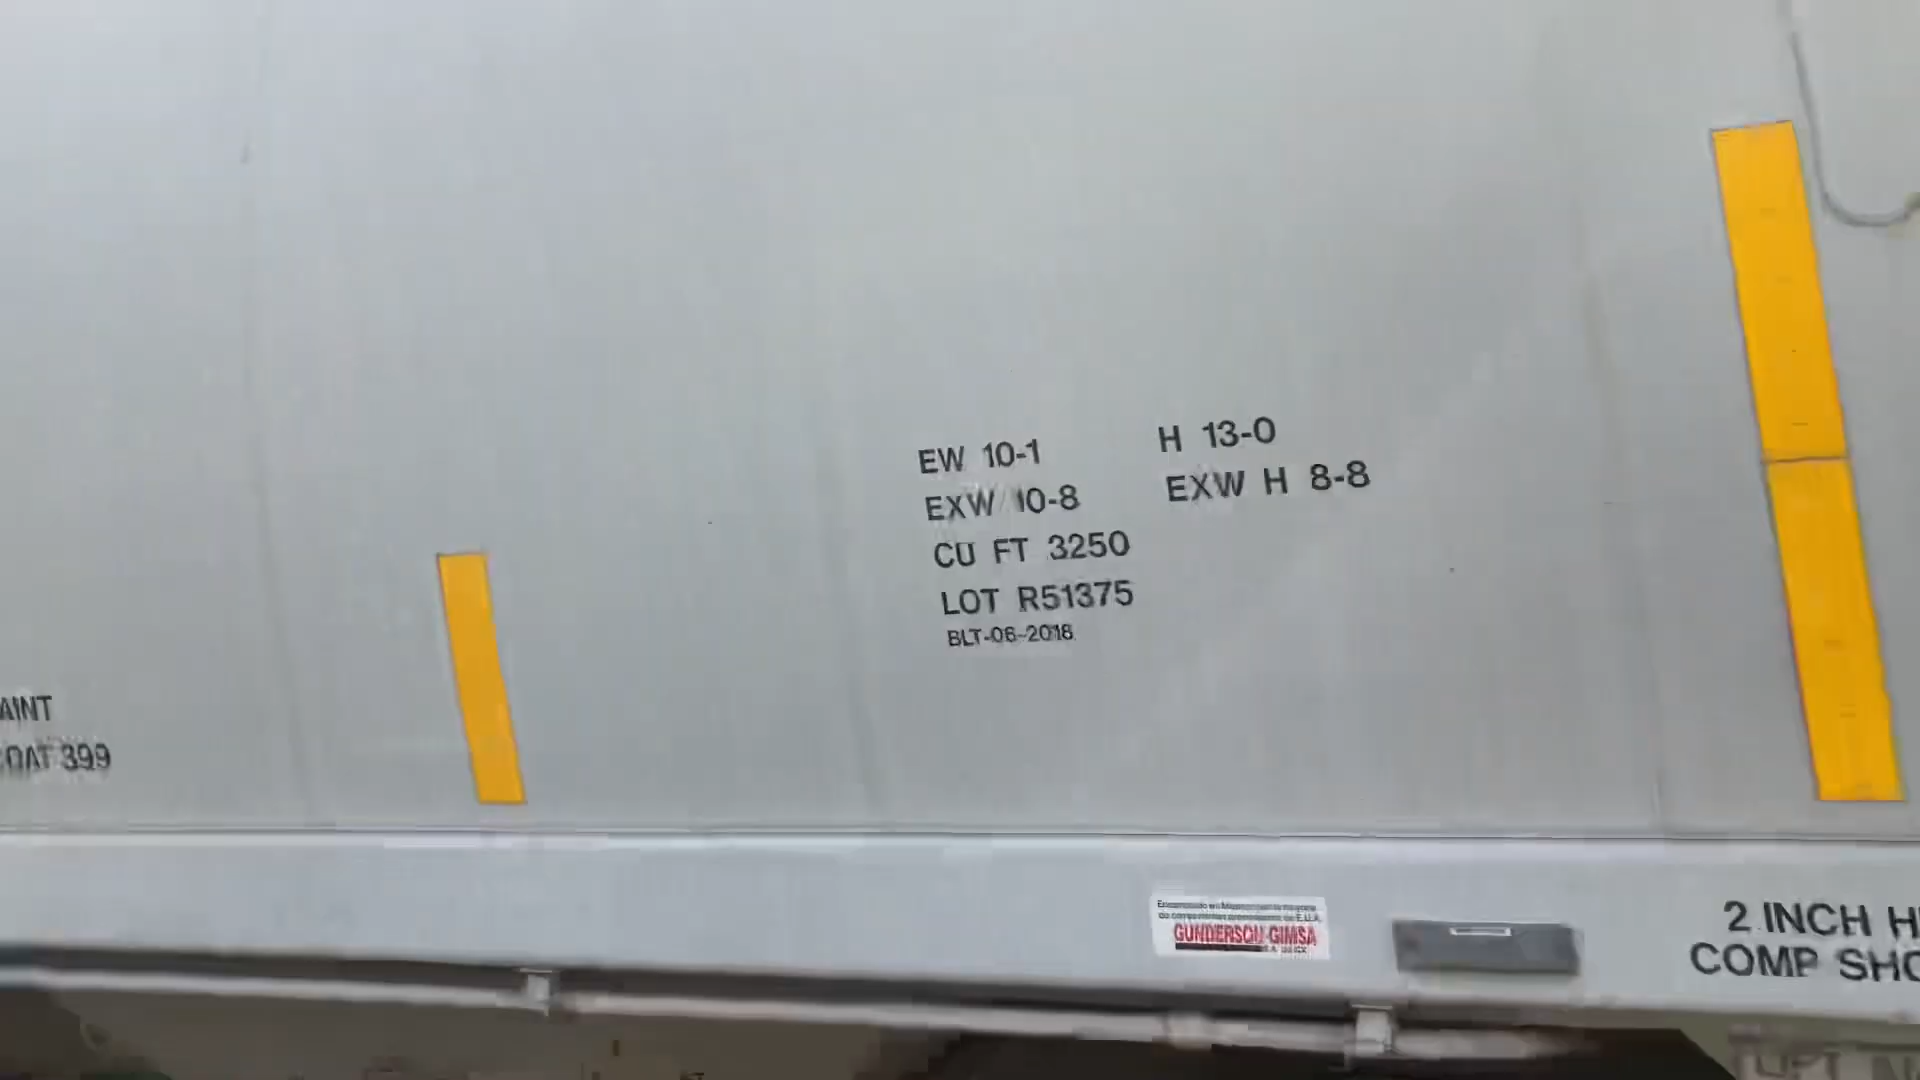 EW 10-1 H 13-0
EXW 10-8 EXW H 8-8
CU FT 3250
LOT R51375
BLT-06-2018
AINT
OAT 399
GUNDERSON-GIMSA
2 INCH H
COMP SHO